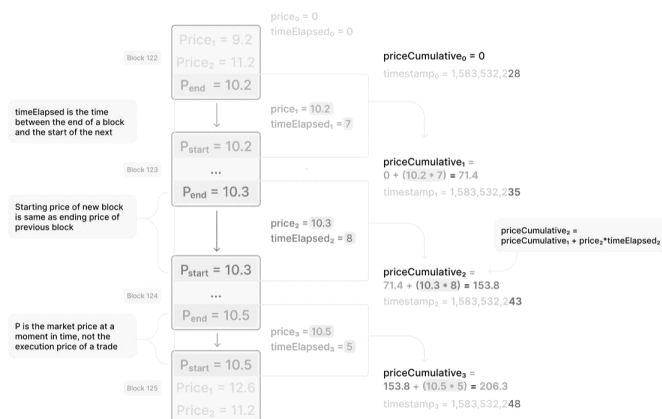 price₀ = 0
timeElapsed₀ = 0
Price₁ = 9.2
Block 122
Price₂ = 11.2
priceCumulative₀ = 0
timestamp₀ = 1,583,532,228
Pend = 10.2
price₁ = 10.2
timeElapsed₁ = 7
timeElapsed is the time
between the end of a block
and the start of the next
Pstart = 10.2
...
Block 123
priceCumulative₁ =
0 + (10.2 * 7) = 71.4
timestamp₁ = 1,583,532,235
Pend = 10.3
Starting price of new block
is same as ending price of
previous block
price₂ = 10.3
timeElapsed₂ = 8
priceCumulative₂ =
priceCumulative₁ + price₂*timeElapsed₂
Pstart = 10.3
...
Block 124
priceCumulative₂ =
71.4 + (10.3 * 8) = 153.8
timestamp₂ = 1,583,532,243
Pend = 10.5
P is the market price at a
moment in time, not the
execution price of a trade
price₃ = 10.5
timeElapsed₃ = 5
Pstart = 10.5
Block 125
Price₁ = 12.6
Price₂ = 11.2
priceCumulative₃ =
153.8 + (10.5 * 5) = 206.3
timestamp₃ = 1,583,532,248